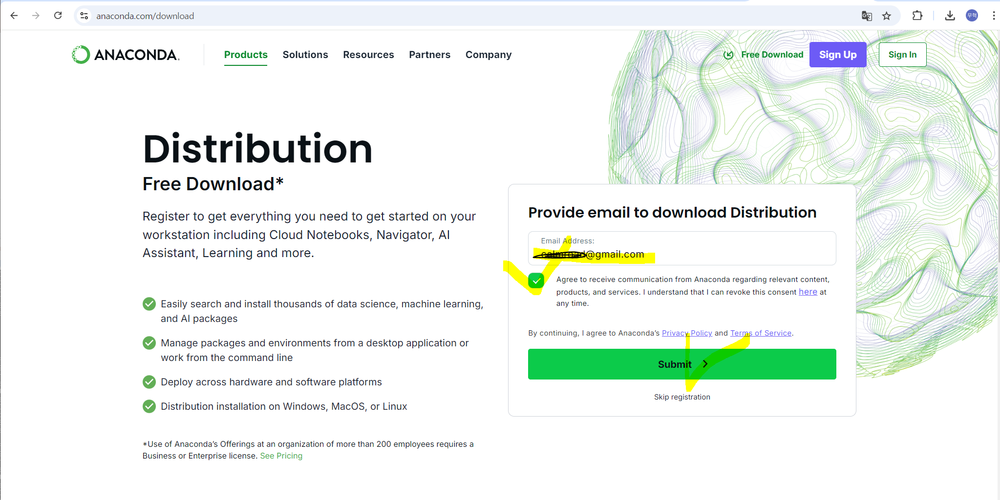 anaconda.com/download
무혁
ANACONDA.
Products Solutions Resources Partners Company
Free Download Sign Up Sign In
Distribution
Free Download*
Register to get everything you need to get started on your
workstation including Cloud Notebooks, Navigator, AI
Assistant, Learning and more.
Easily search and install thousands of data science, machine learning,
and AI packages
Manage packages and environments from a desktop application or
work from the command line
Deploy across hardware and software platforms
Distribution installation on Windows, MacOS, or Linux
*Use of Anaconda’s Offerings at an organization of more than 200 employees requires a
Business or Enterprise license. See Pricing
Provide email to download Distribution
Email Address:
@gmail.com
Agree to receive communication from Anaconda regarding relevant content,
products, and services. I understand that I can revoke this consent here at
any time.
By continuing, I agree to Anaconda’s Privacy Policy and Terms of Service.
Submit
Skip registration